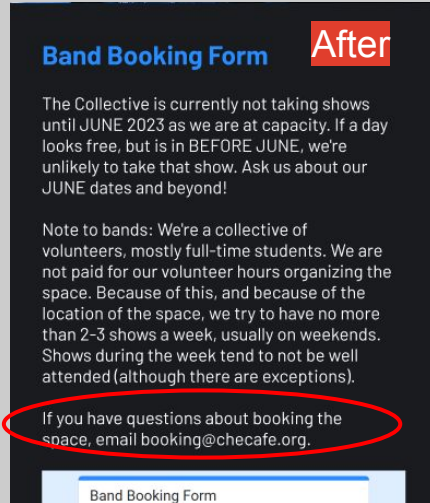 Band Booking Form
After
The Collective is currently not taking shows
until JUNE 2023 as we are at capacity. If a day
looks free, but is in BEFORE JUNE, we're
unlikely to take that show. Ask us about our
JUNE dates and beyond!
Note to bands: We're a collective of
volunteers, mostly full-time students. We are
not paid for our volunteer hours organizing the
space. Because of this, and because of the
location of the space, we try to have no more
than 2-3 shows a week, usually on weekends.
Shows during the week tend to not be well
attended (although there are exceptions).
If you have questions about booking the
space, email booking@checafe.org.
Band Booking Form